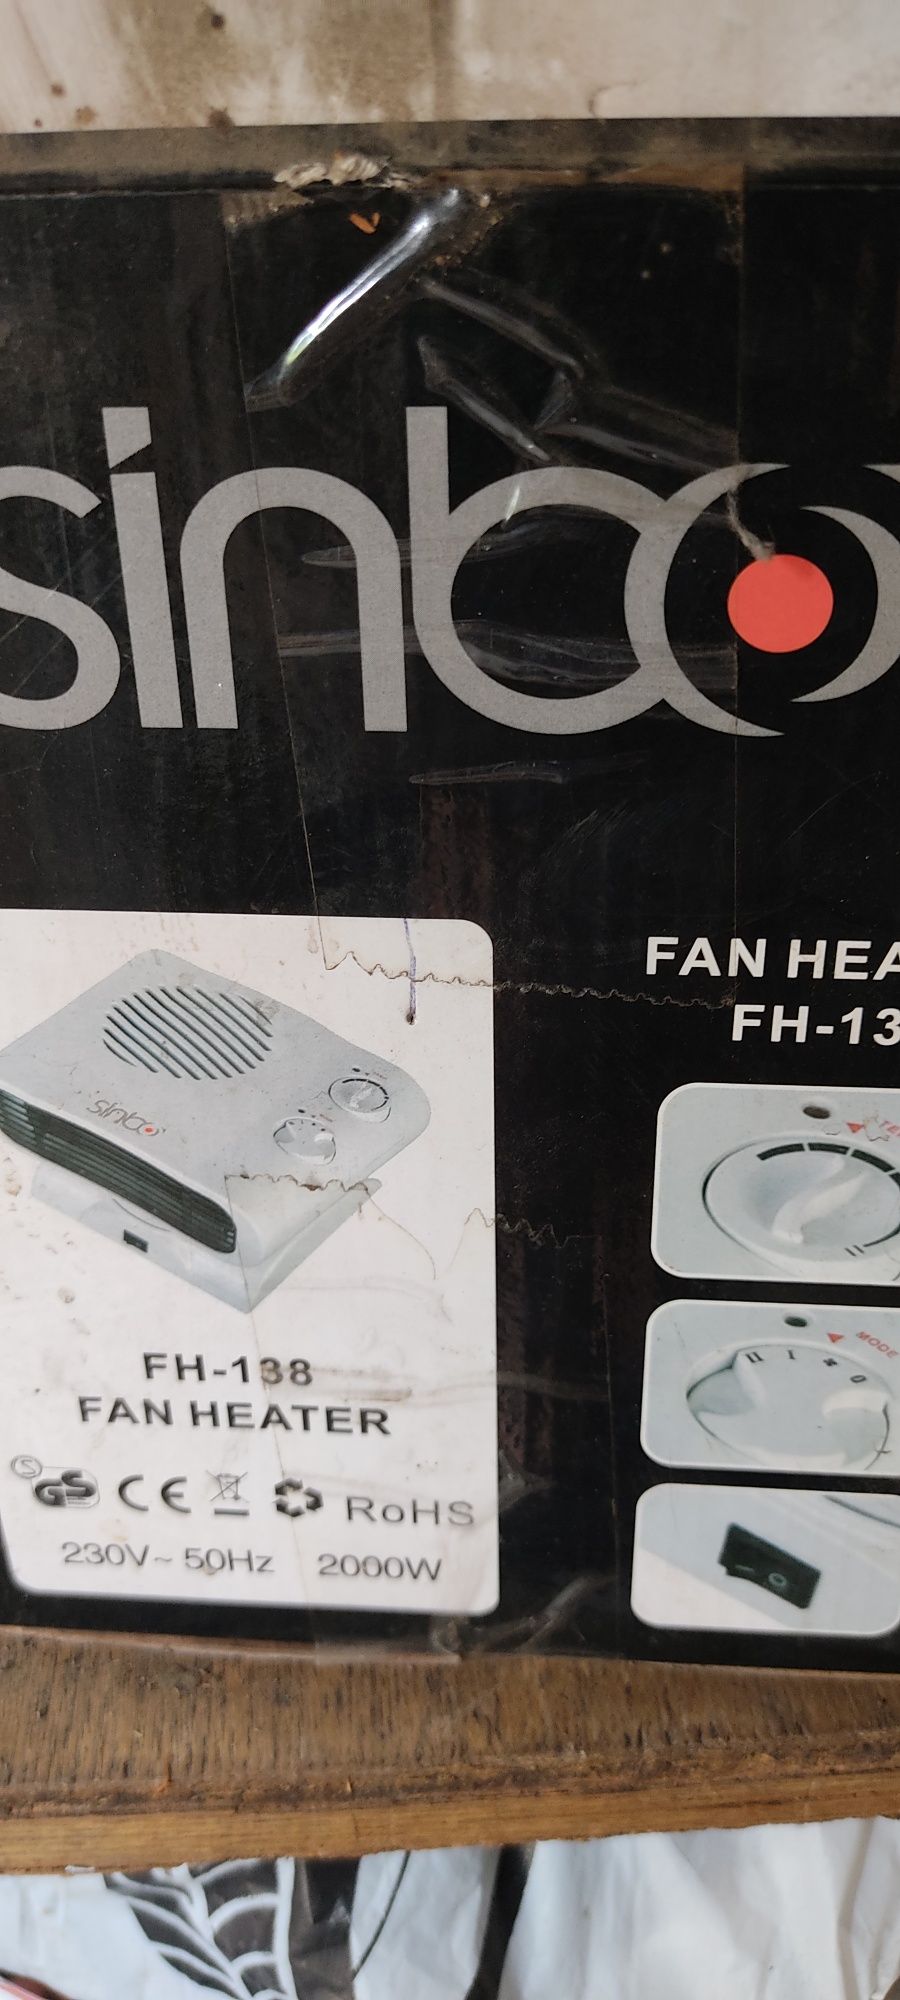 sinbo
FAN HEA
FH-13
sinbo
TE
MODE
II I 0
FH-138
FAN HEATER
S GS CE RoHS
230V~ 50Hz 2000W